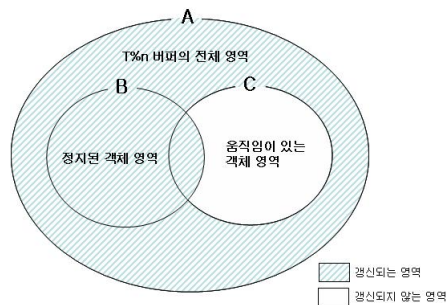 A
T%n 버퍼의 전체 영역
B
C
정지된 객체 영역
움직임이 있는
객체 영역
갱신되는 영역
갱신되지 않는 영역